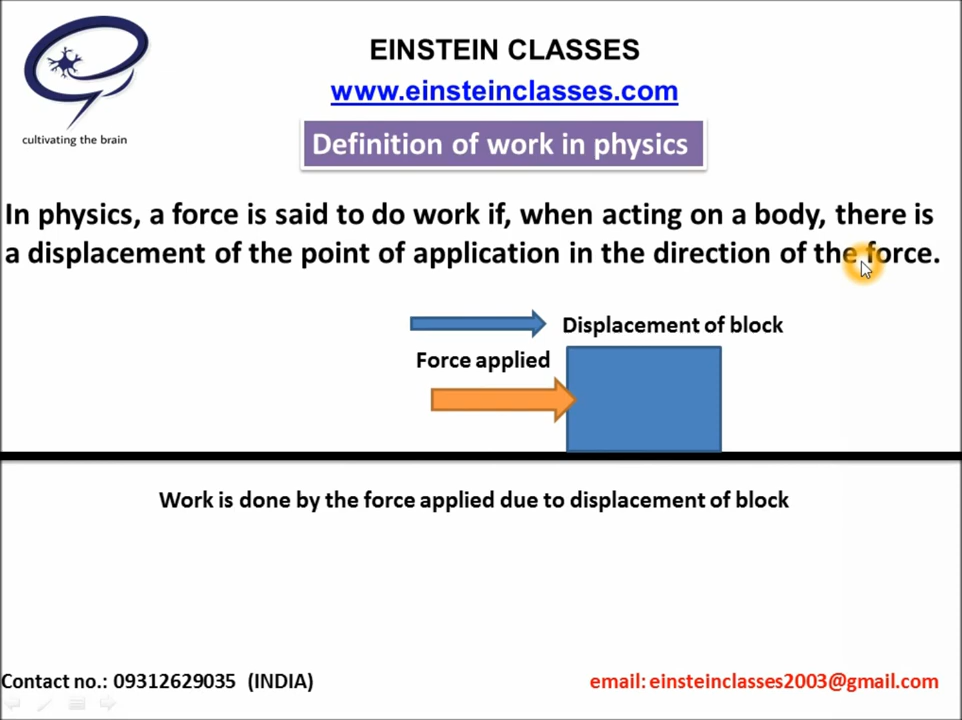 EINSTEIN CLASSES
www.einsteinclasses.com
cultivating the brain
Definition of work in physics
In physics, a force is said to do work if, when acting on a body, there is
a displacement of the point of application in the direction of the force.
Displacement of block
Force applied
Work is done by the force applied due to displacement of block
Contact no.: 09312629035 (INDIA)
email: einsteinclasses2003@gmail.com